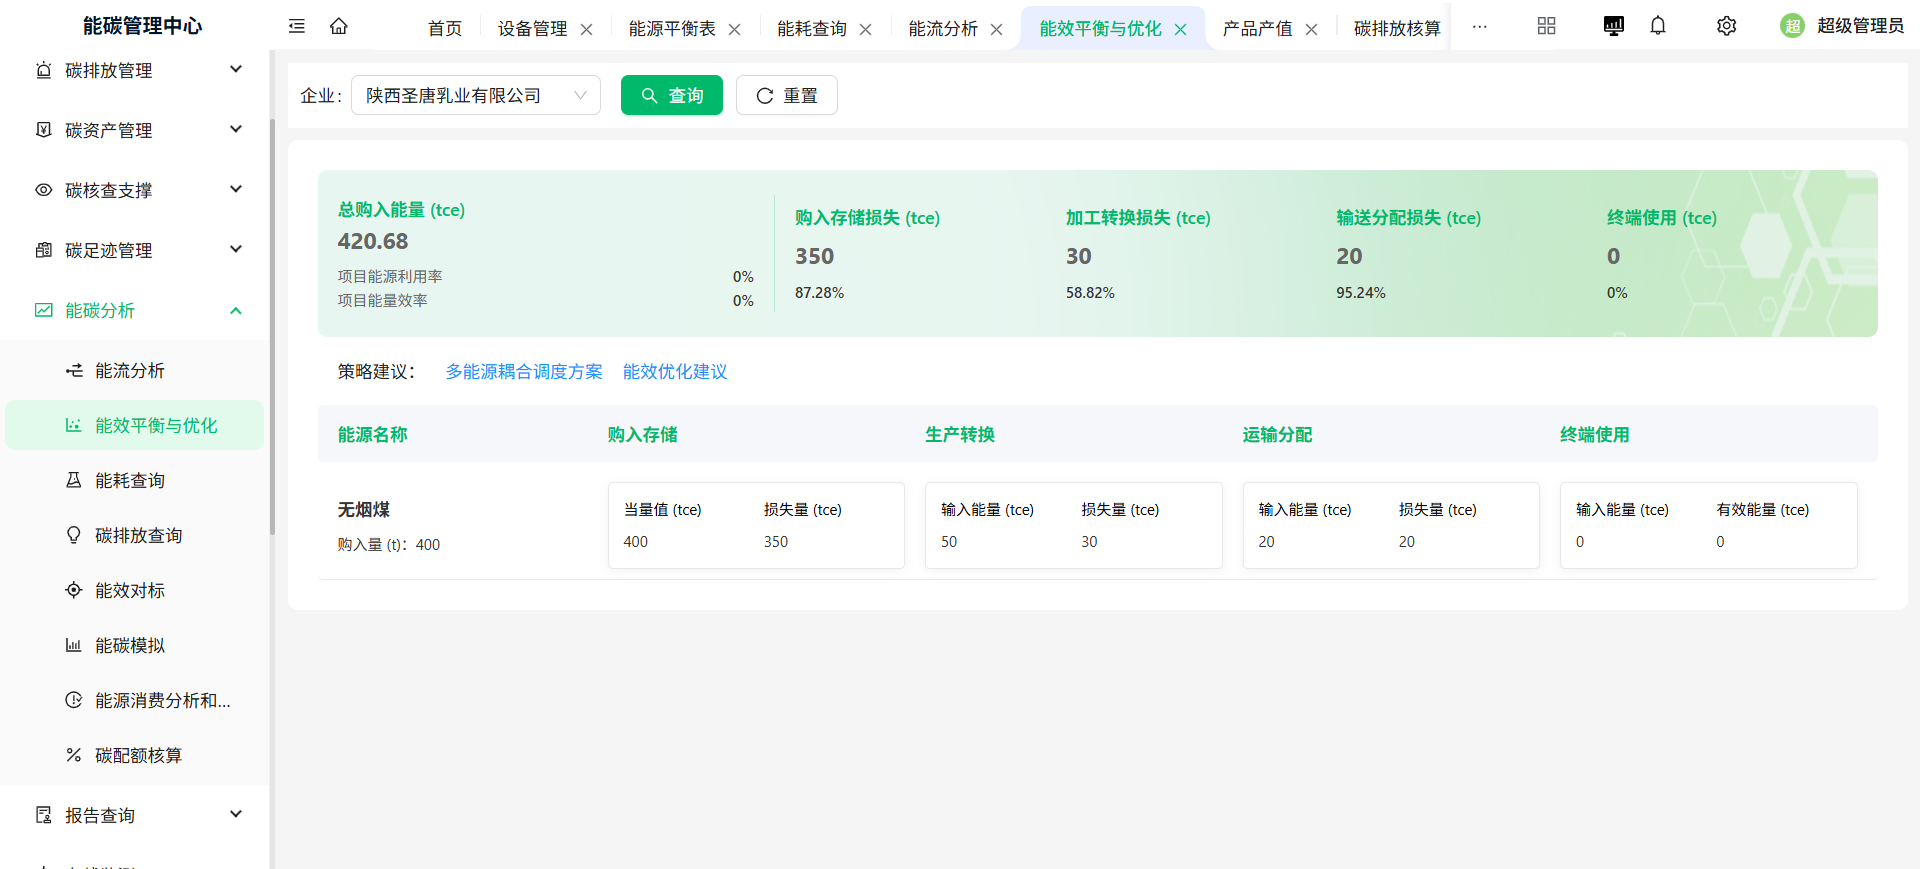 能碳管理中心
首页
设备管理
能源平衡表
能耗查询
能流分析
能效平衡与优化
产品产值
碳排放核算
···
超
超级管理员
碳排放管理
碳资产管理
碳核查支撑
碳足迹管理
能碳分析
能流分析
能效平衡与优化
能耗查询
碳排放查询
能效对标
能碳模拟
能源消费分析和...
碳配额核算
报告查询
企业：
陕西圣唐乳业有限公司
查询
重置
总购入能量 (tce)
420.68
项目能源利用率
0%
项目能量效率
0%
购入存储损失 (tce)
350
87.28%
加工转换损失 (tce)
30
58.82%
输送分配损失 (tce)
20
95.24%
终端使用 (tce)
0
0%
策略建议：
多能源耦合调度方案
能效优化建议
能源名称
购入存储
生产转换
运输分配
终端使用
无烟煤
购入量 (t)：400
当量值 (tce)
损失量 (tce)
400
350
输入能量 (tce)
损失量 (tce)
50
30
输入能量 (tce)
损失量 (tce)
20
20
输入能量 (tce)
有效能量 (tce)
0
0